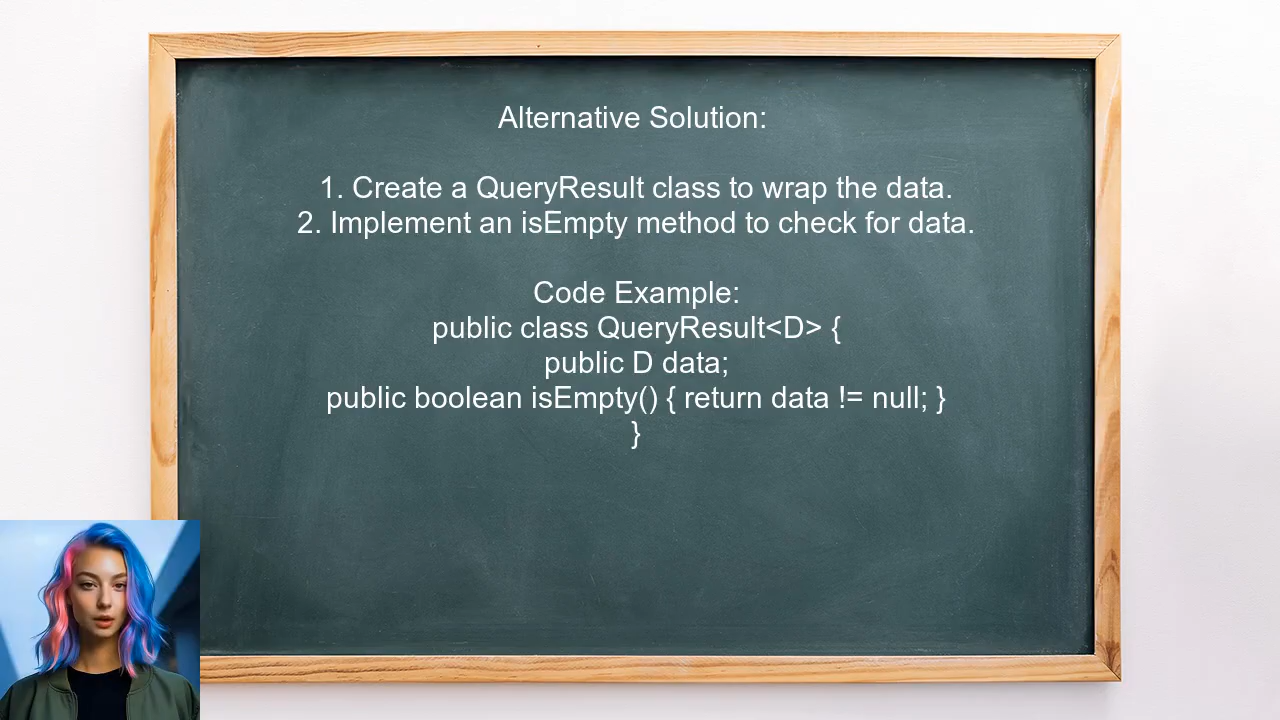 Alternative Solution:
1. Create a QueryResult class to wrap the data.
2. Implement an isEmpty method to check for data.
Code Example:
public class QueryResult<D> {
public D data;
public boolean isEmpty() { return data != null; }
}